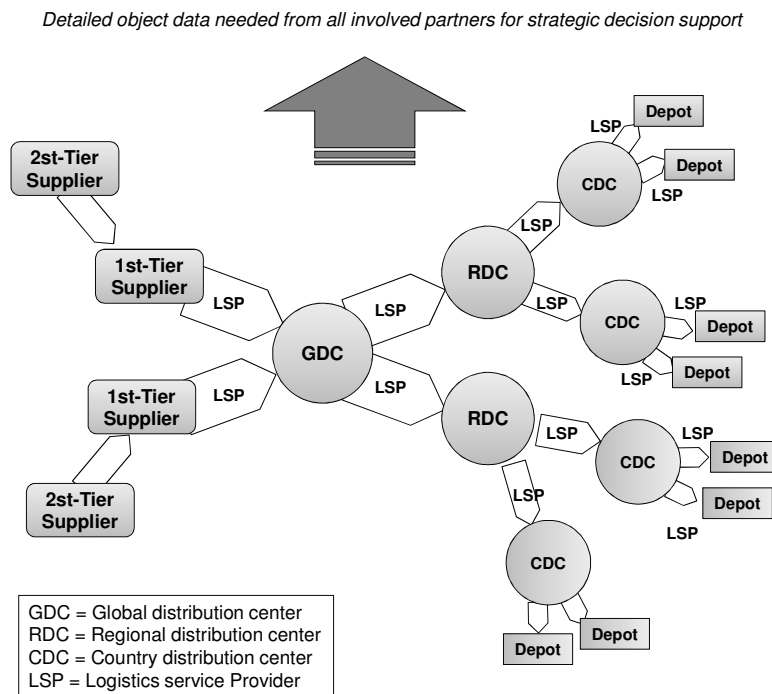 Detailed object data needed from all involved partners for strategic decision support
Depot
LSP
2st-Tier
Supplier
Depot
CDC
LSP
LSP
1st-Tier
Supplier
RDC
LSP
LSP
LSP
LSP
CDC
Depot
GDC
LSP
Depot
1st-Tier
Supplier
LSP
LSP
RDC
LSP
LSP
CDC
Depot
2st-Tier
Supplier
LSP
Depot
LSP
CDC
Depot
Depot
GDC = Global distribution center
RDC = Regional distribution center
CDC = Country distribution center
LSP = Logistics service Provider